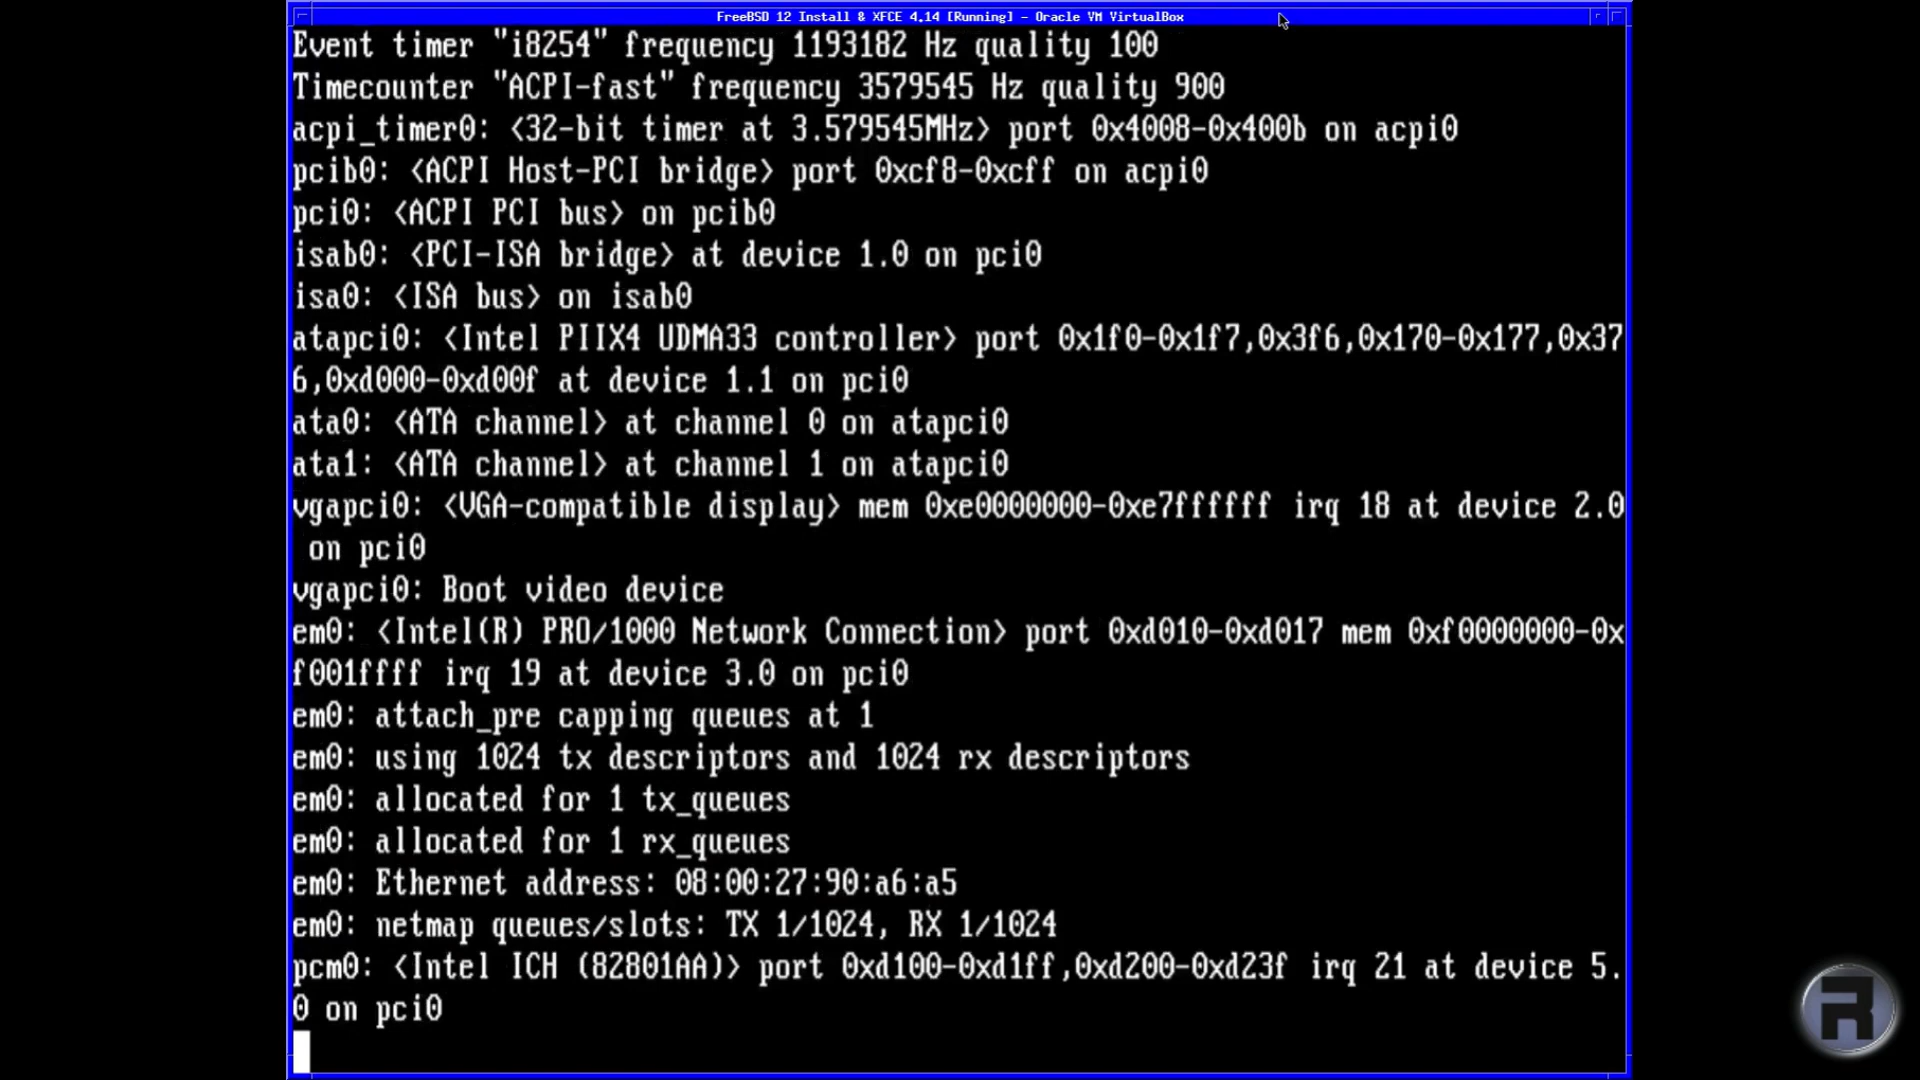 FreeBSD 12 Install & XFCE 4.14 [Running] - Oracle VM VirtualBox
Event timer "i8254" frequency 1193182 Hz quality 100
Timecounter "ACPI-fast" frequency 3579545 Hz quality 900
acpi_timer0: <32-bit timer at 3.579545MHz> port 0x4008-0x400b on acpi0
pcib0: <ACPI Host-PCI bridge> port 0xcf8-0xcff on acpi0
pci0: <ACPI PCI bus> on pcib0
isab0: <PCI-ISA bridge> at device 1.0 on pci0
isa0: <ISA bus> on isab0
atapci0: <Intel PIIX4 UDMA33 controller> port 0x1f0-0x1f7,0x3f6,0x170-0x177,0x37
6,0xd000-0xd00f at device 1.1 on pci0
ata0: <ATA channel> at channel 0 on atapci0
ata1: <ATA channel> at channel 1 on atapci0
vgapci0: <VGA-compatible display> mem 0xe0000000-0xe7ffffff irq 18 at device 2.0
 on pci0
vgapci0: Boot video device
em0: <Intel(R) PRO/1000 Network Connection> port 0xd010-0xd017 mem 0xf0000000-0x
f001ffff irq 19 at device 3.0 on pci0
em0: attach_pre capping queues at 1
em0: using 1024 tx descriptors and 1024 rx descriptors
em0: allocated for 1 tx_queues
em0: allocated for 1 rx_queues
em0: Ethernet address: 08:00:27:90:a6:a5
em0: netmap queues/slots: TX 1/1024, RX 1/1024
pcm0: <Intel ICH (82801AA)> port 0xd100-0xd1ff,0xd200-0xd23f irq 21 at device 5.
0 on pci0
R